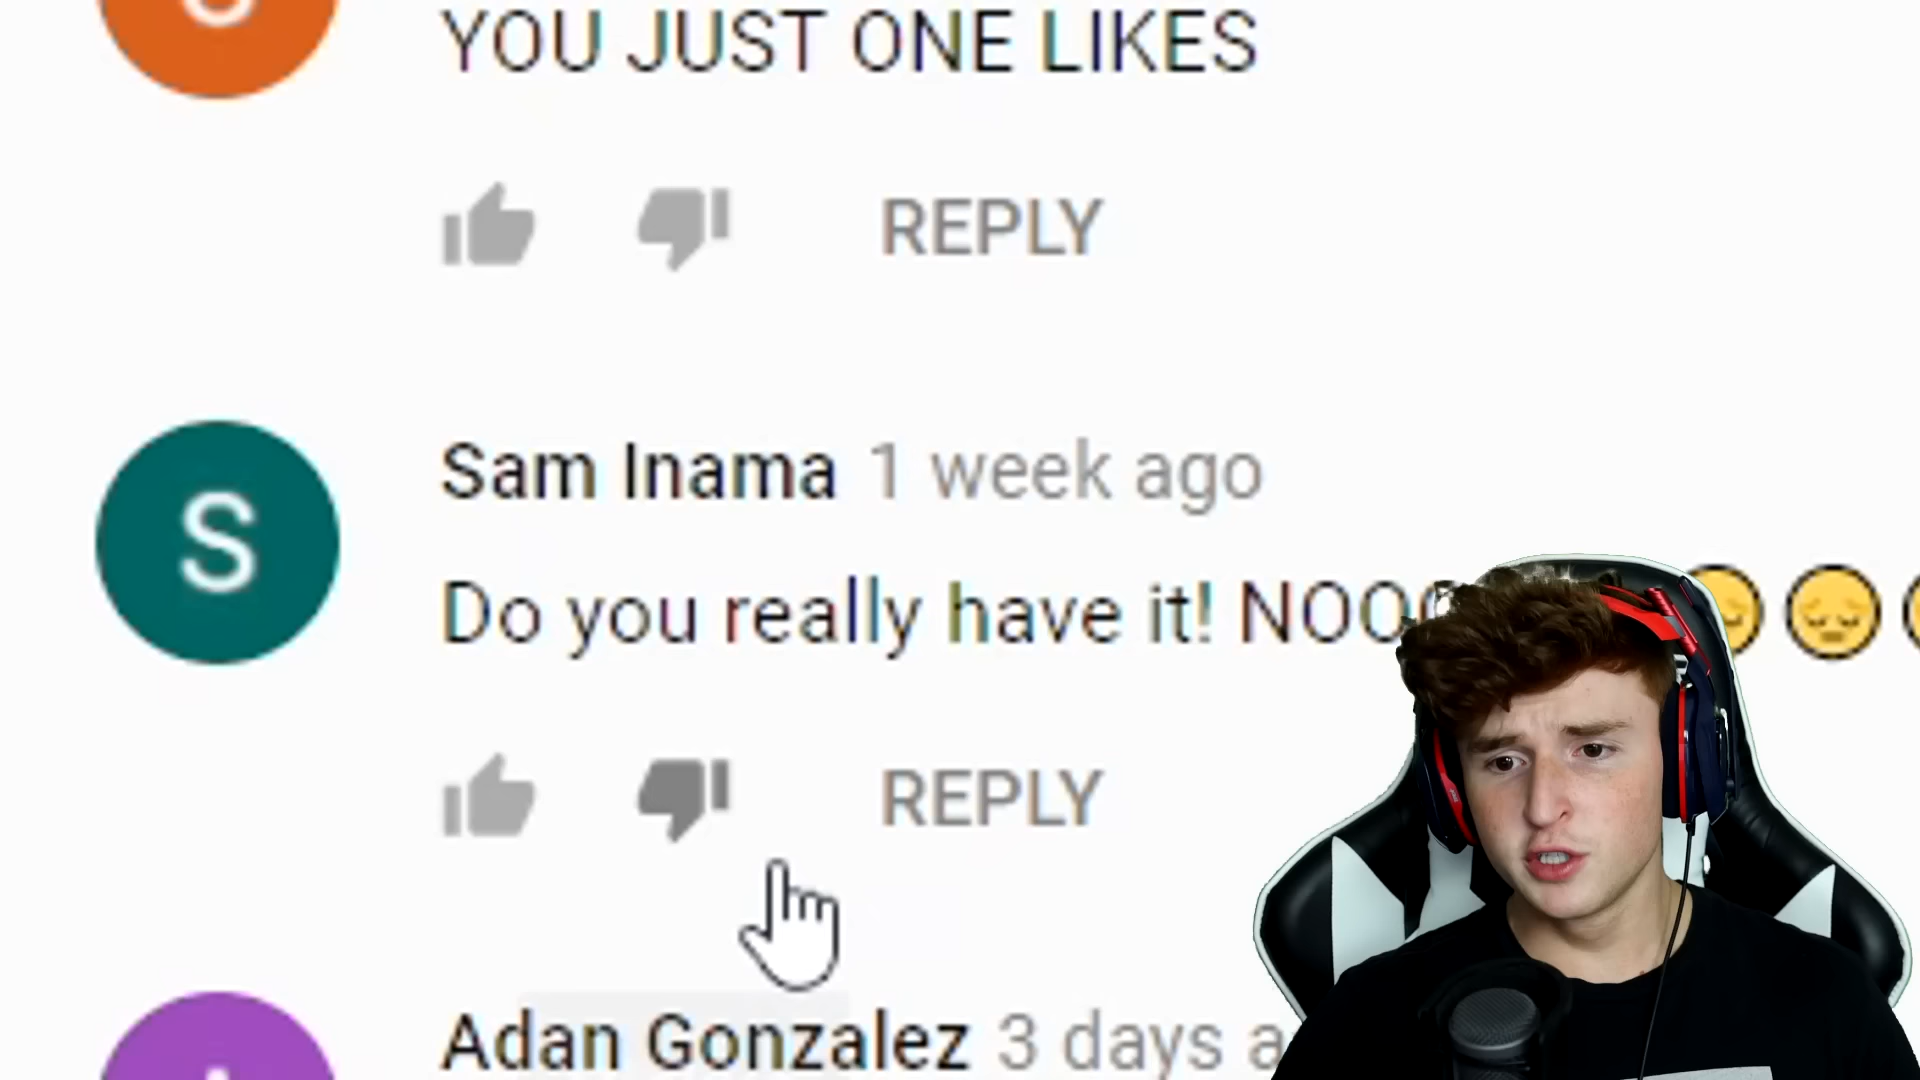 YOU JUST ONE LIKES
REPLY
Sam Inama 1 week ago
S
Do you really have it!
REPLY
Adan Gonzalez 3 days